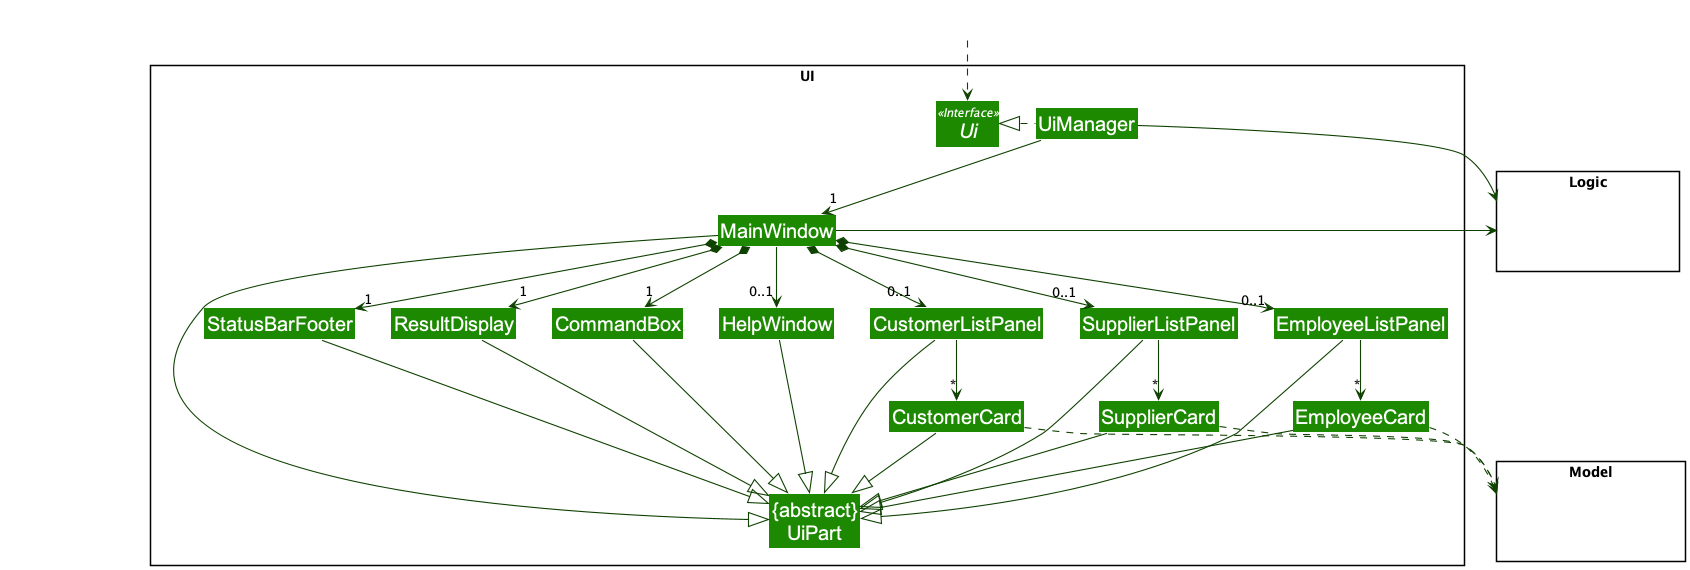 UI
«Interface»
Ui
UiManager
Logic
1
MainWindow
1
1
1
0..1
0..1
0..1
0..1
StatusBarFooter
ResultDisplay
CommandBox
HelpWindow
CustomerListPanel
SupplierListPanel
EmployeeListPanel
*
*
*
CustomerCard
SupplierCard
EmployeeCard
Model
{abstract}
UiPart